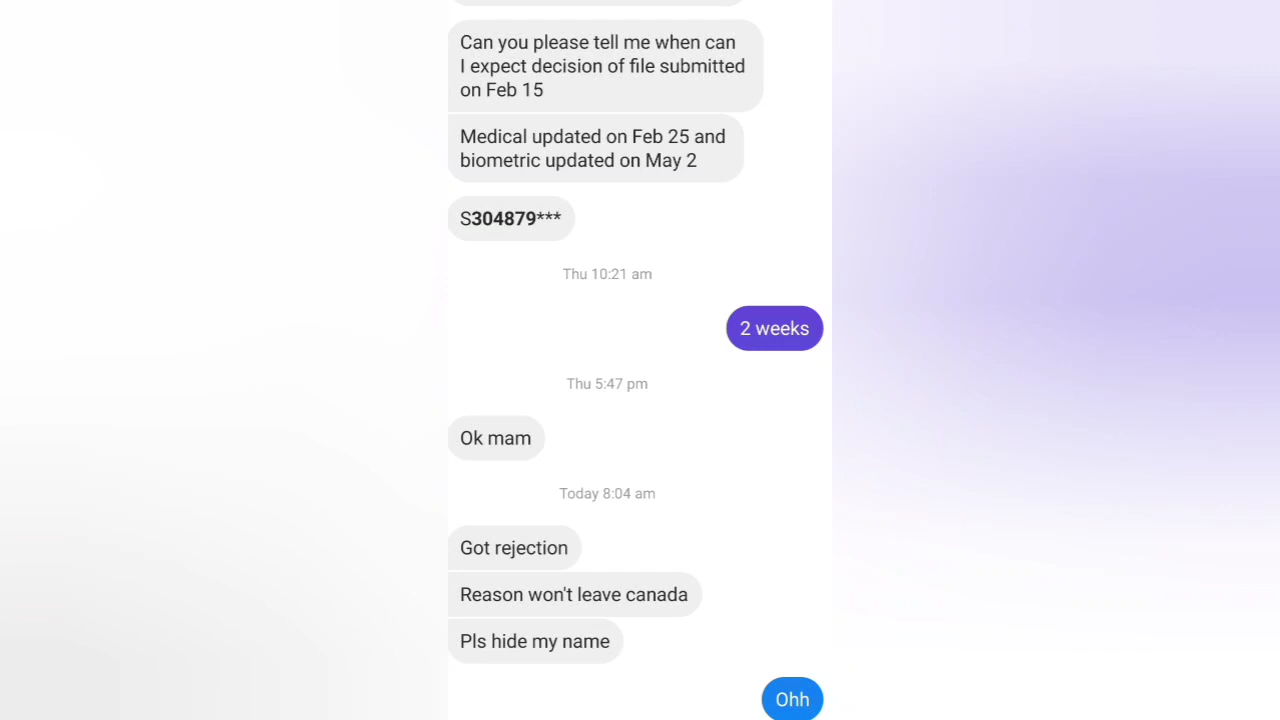 Can you please tell me when can
I expect decision of file submitted
on Feb 15
Medical updated on Feb 25 and
biometric updated on May 2
S304879***
Thu 10:21 am
2 weeks
Thu 5:47 pm
Ok mam
Today 8:04 am
Got rejection
Reason won't leave canada
Pls hide my name
Ohh